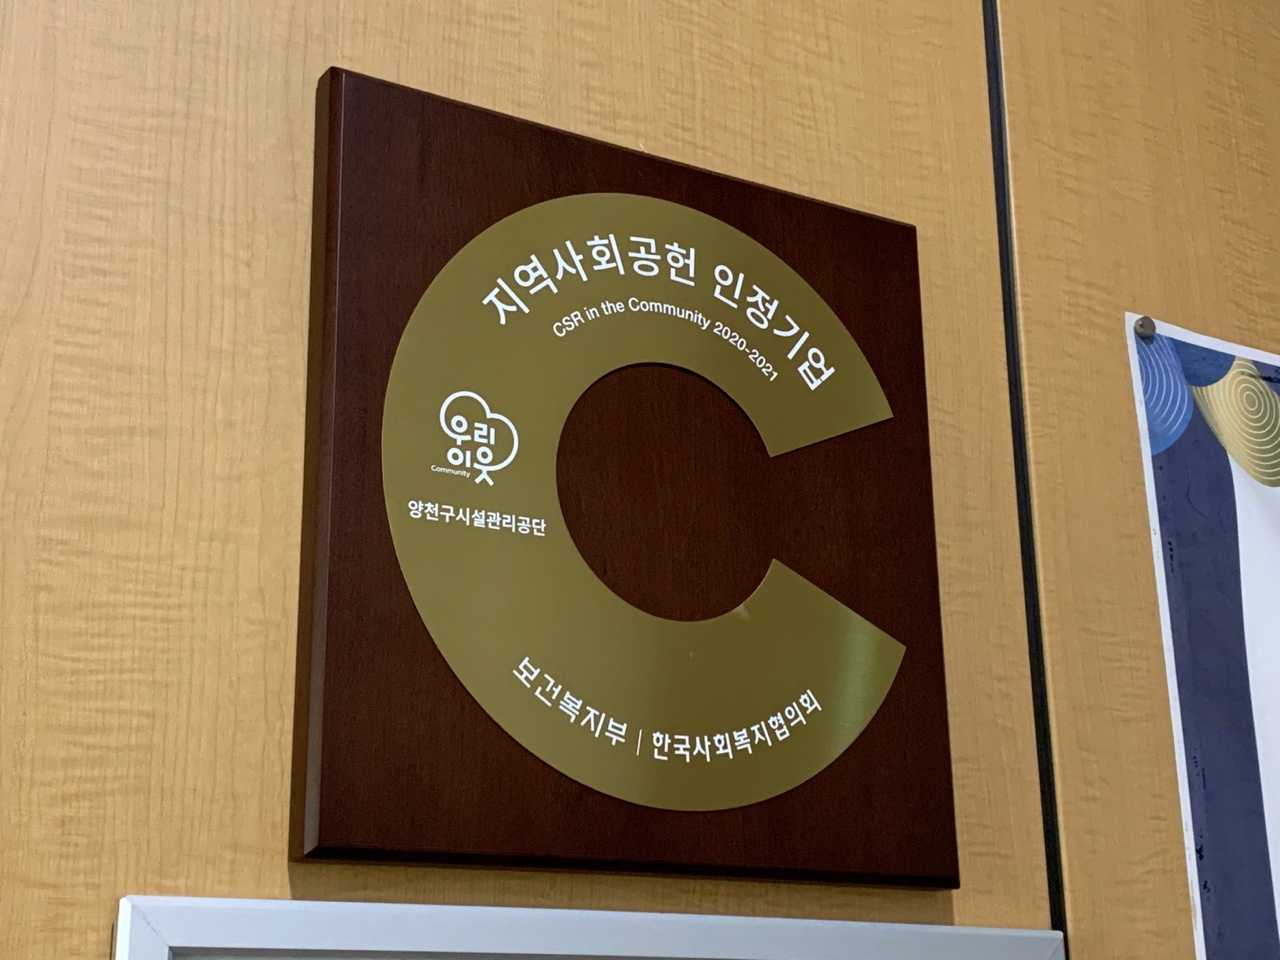 지역사회공헌 인정기업
CSR in the Community 2020-2021
우리
이웃
Community
양천구시설관리공단
보건복지부 | 한국사회복지협의회